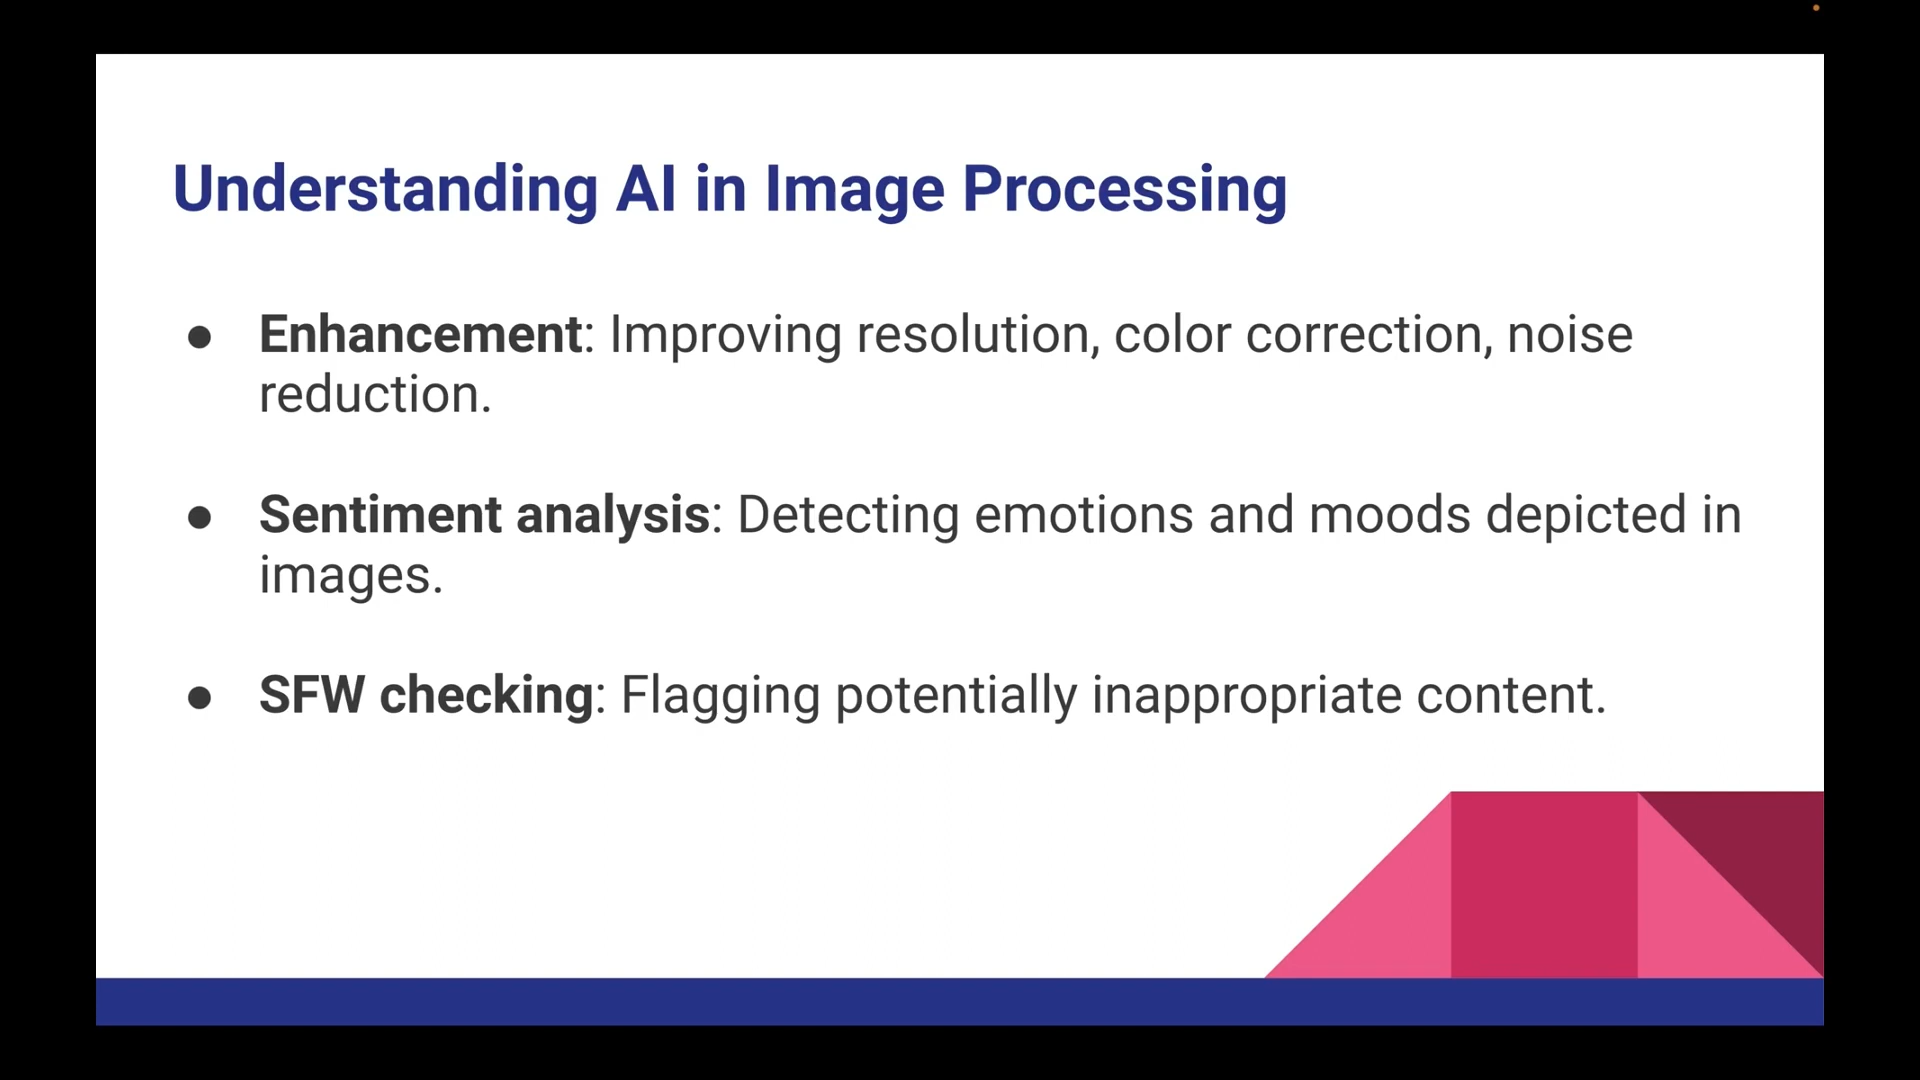 Understanding AI in Image Processing
● Enhancement: Improving resolution, color correction, noise
reduction.
● Sentiment analysis: Detecting emotions and moods depicted in
images.
● SFW checking: Flagging potentially inappropriate content.